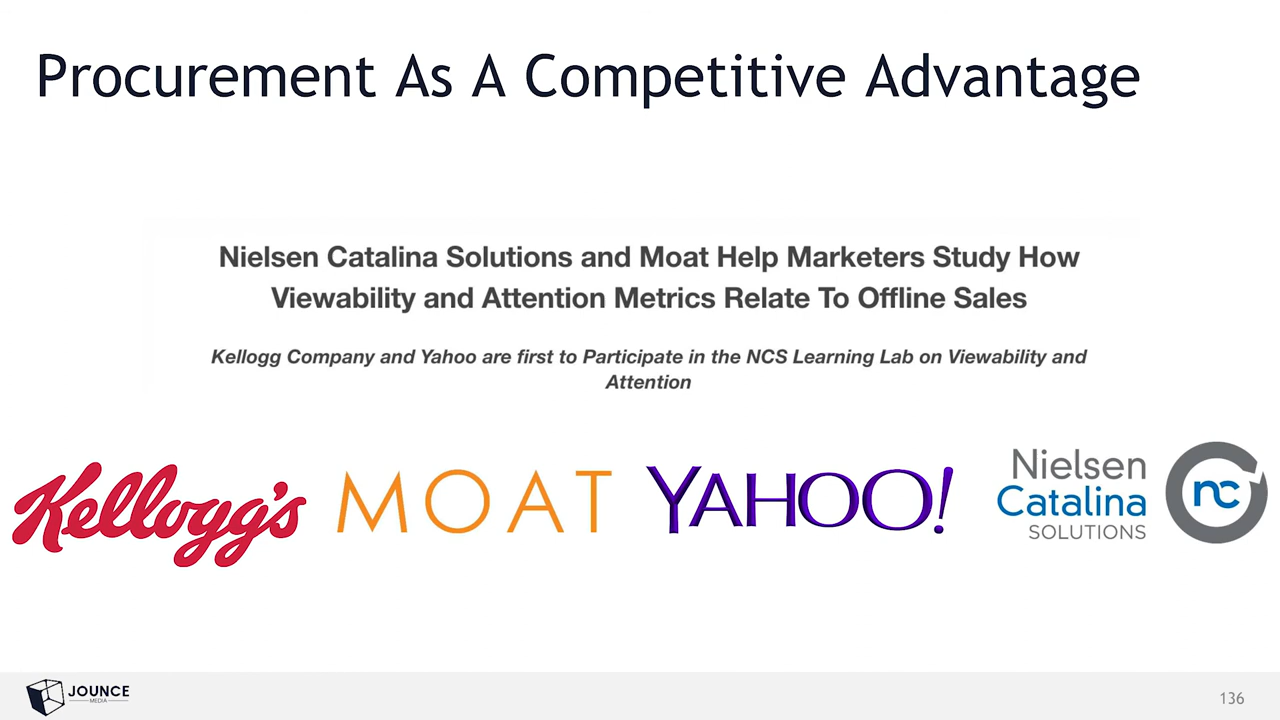 Procurement As A Competitive Advantage
Nielsen Catalina Solutions and Moat Help Marketers Study How
Viewability and Attention Metrics Relate To Offline Sales
Kellogg Company and Yahoo are first to Participate in the NCS Learning Lab on Viewability and
Attention
Kellogg's
MOAT
YAHOO!
Nielsen
Catalina
SOLUTIONS
nc
JOUNCE
MEDIA
136